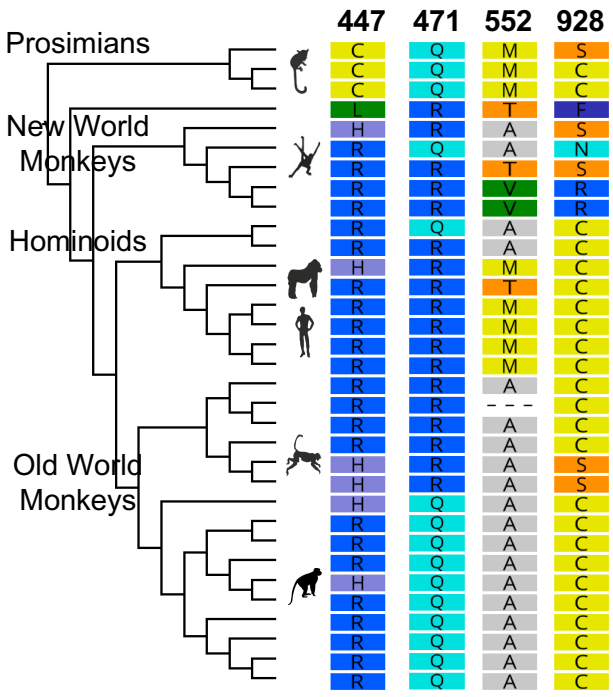 447 471 552 928
Prosimians C Q M S
C Q M C
C Q M C
L R T F
New World H R A S
Monkeys R Q A N
R R T S
R R V R
R R V R
R Q A C
Hominoids R R A C
H R M C
R R T C
R R M C
R R M C
R R M C
R R M C
R R A C
R R - - - C
R R A C
R R A C
Old World H R A S
H R A S
Monkeys H Q A C
R Q A C
R Q A C
R Q A C
H Q A C
R Q A C
R Q A C
R Q A C
R Q A C
R Q A C